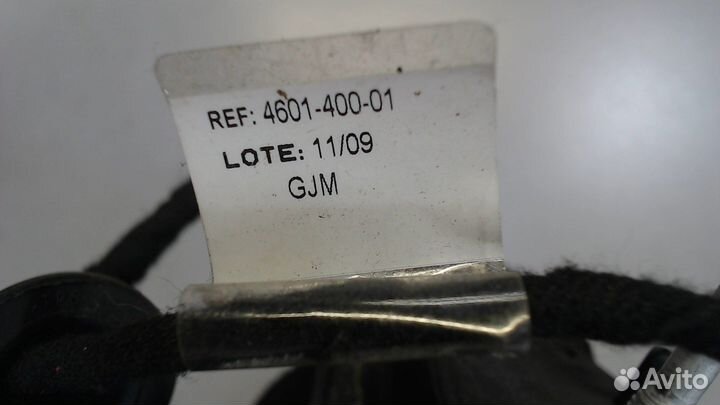 REF: 4601-400-01
LOTE: 11/09
GJM
Avito